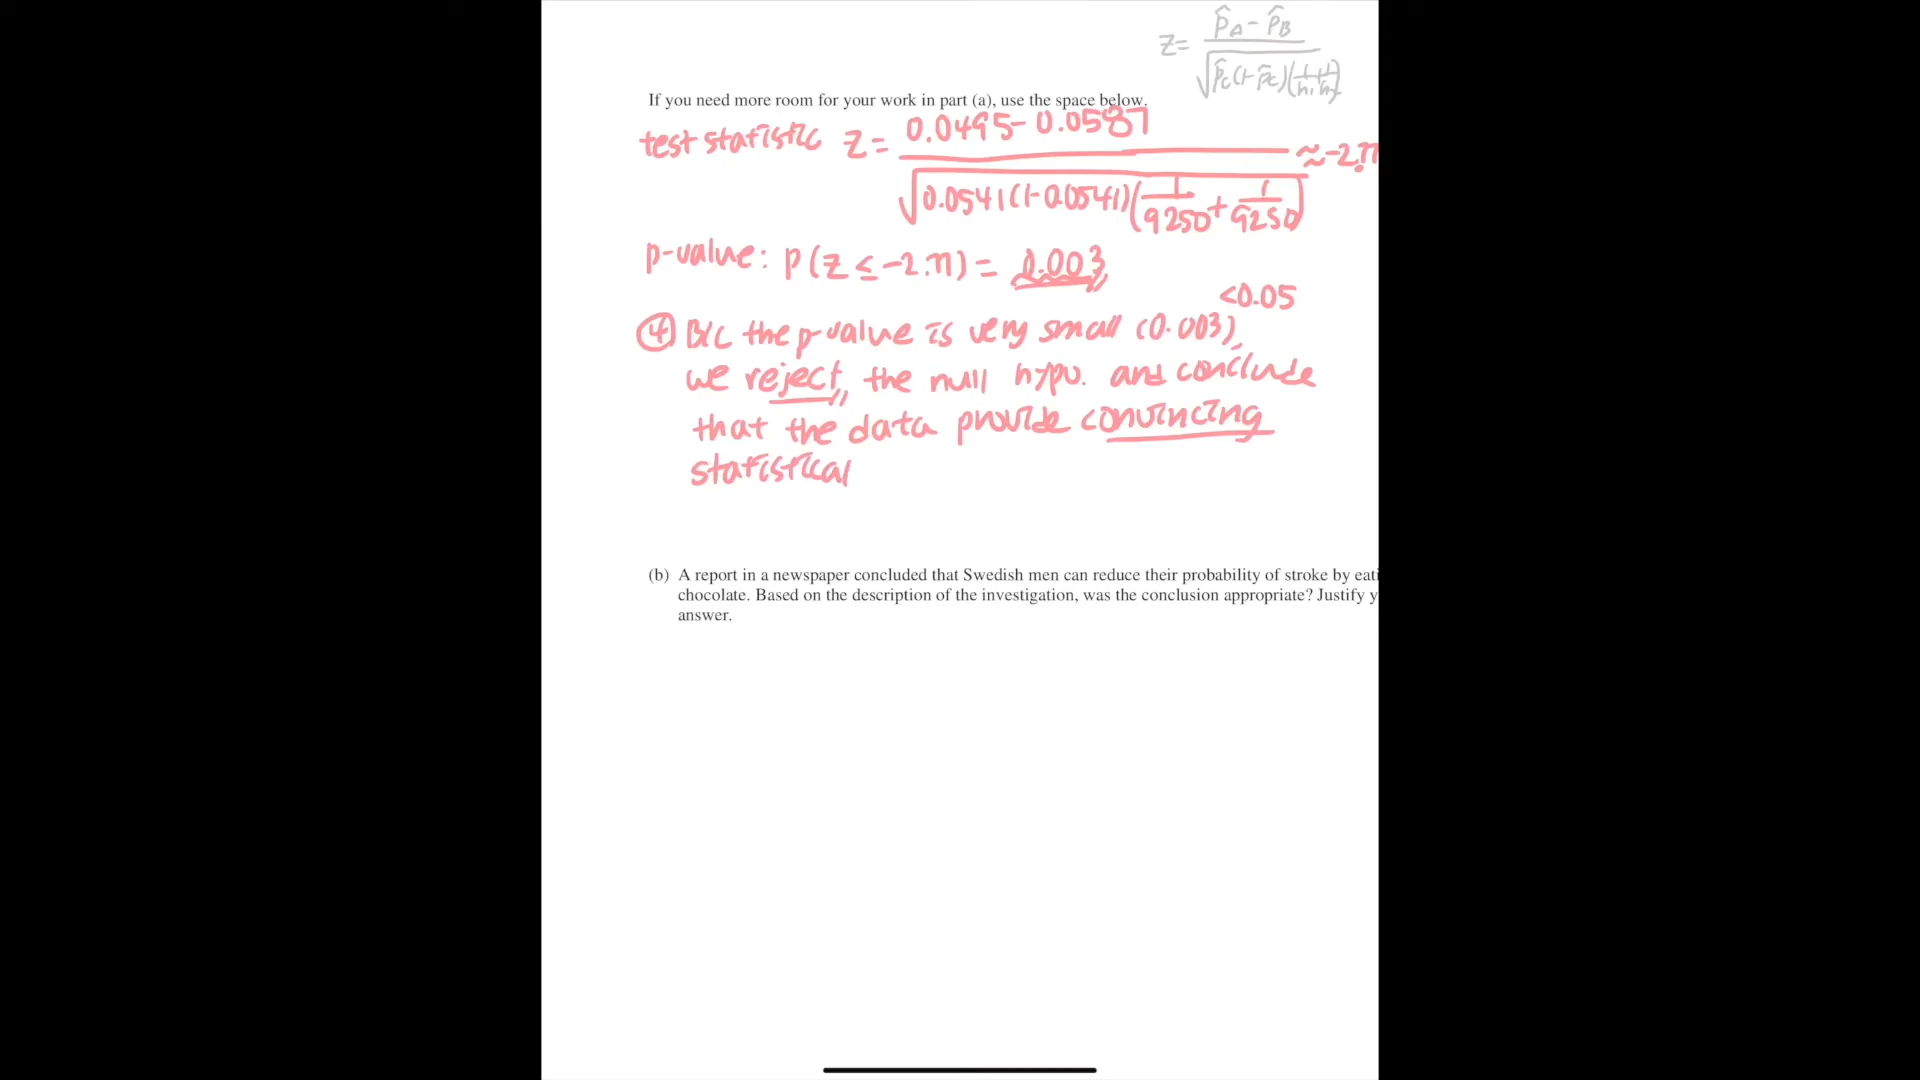 z = p̂A - p̂B / √p̂c(1-p̂c)(1/n1 + 1/n2)
If you need more room for your work in part (a), use the space below.
test statistic z = 0.0495 - 0.0587 / √0.0541(1-0.0541)(1/9250 + 1/9250) ≈ -2.77
p-value: P(z ≤ -2.77) = 0.003
<0.05
④ B/c the p-value is very small (0.003),
we reject the null hypo. and conclude
that the data provide convincing
statistical
(b) A report in a newspaper concluded that Swedish men can reduce their probability of stroke by eati
chocolate. Based on the description of the investigation, was the conclusion appropriate? Justify y
answer.